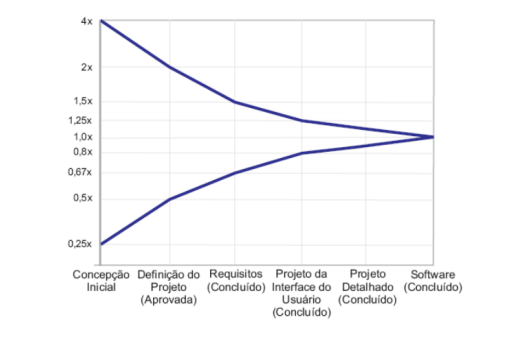 4x
2x
1,5x
1,25x
1,0x
0,8x
0,67x
0,5x
0,25x
Concepção
Inicial
Definição do
Projeto
(Aprovada)
Requisitos
(Concluído)
Projeto da
Interface do
Usuário
(Concluído)
Projeto
Detalhado
(Concluído)
Software
(Concluído)